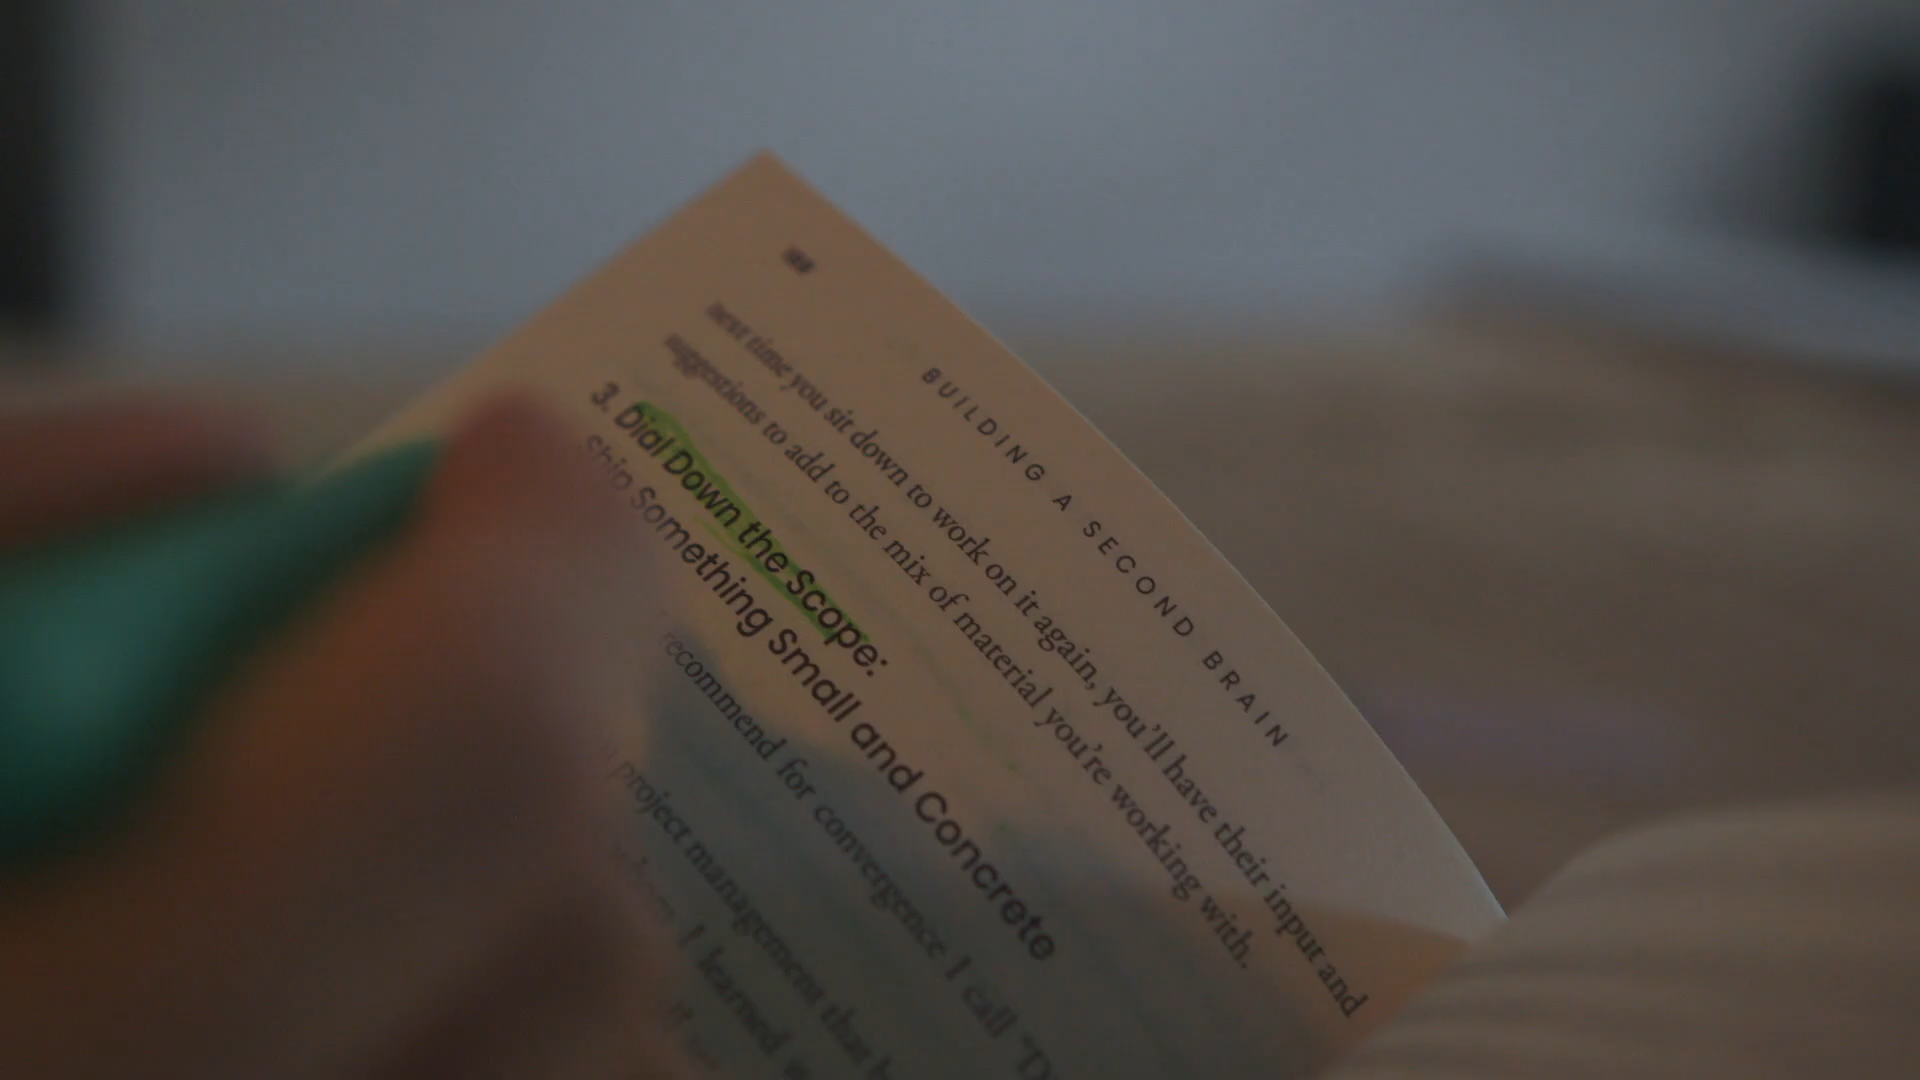 BUILDING A SECOND BRAIN
next time you sit down to work on it again, you'll have their input and
suggestions to add to the mix of material you're working with.
3. Dial Down the Scope:
Ship Something Small and Concrete
recommend for convergence I call "D
project management that
I learned